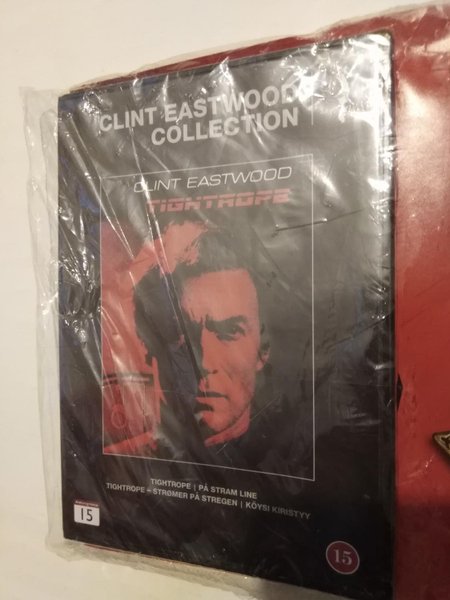 CLINT EASTWOOD
COLLECTION
CLINT EASTWOOD
TIGHTROPE
TIGHTROPE | PÅ STRAM LINE
TIGHTROPE – STRØMER PÅ STREGEN | KÖYSI KIRISTYY
15
15